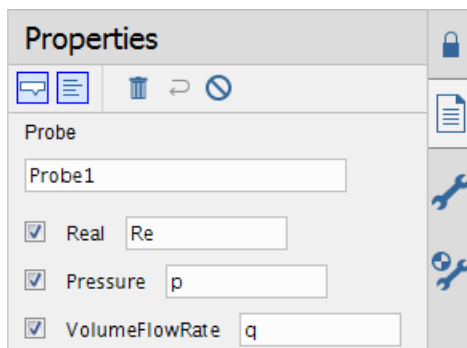 Properties
Probe
Probe1
Real Re
Pressure p
VolumeFlowRate q